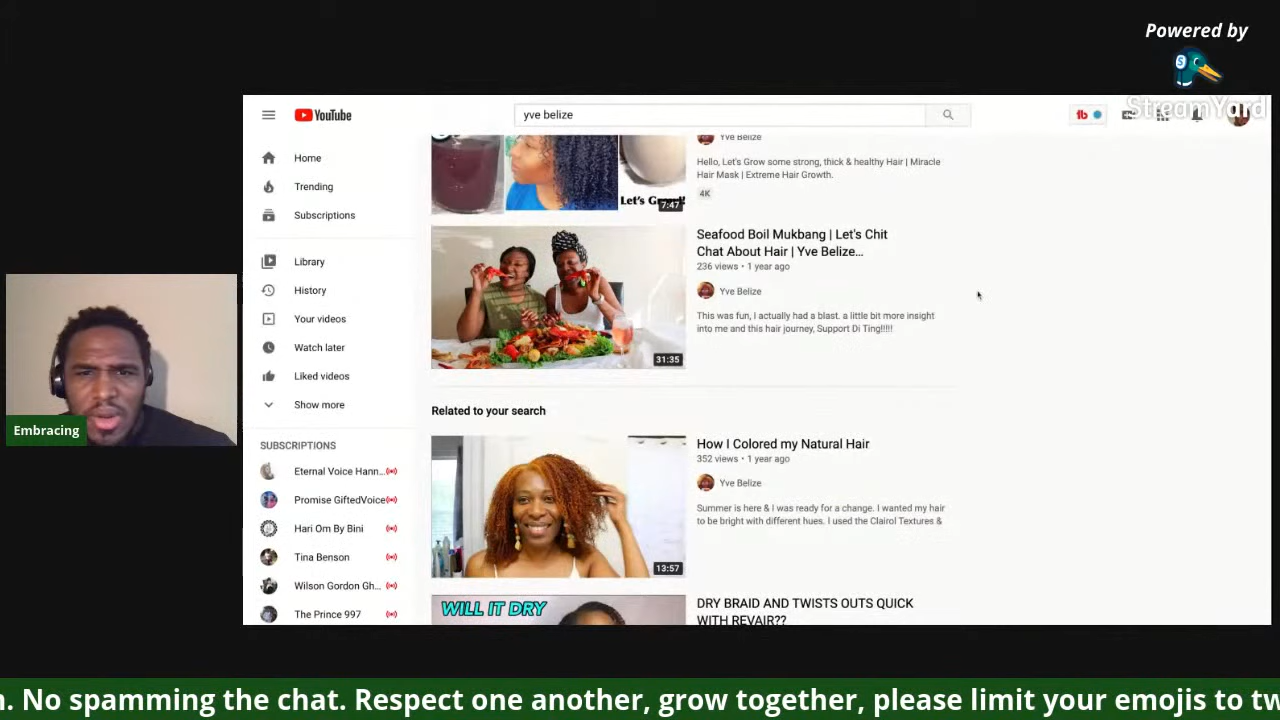 Powered by
StreamYard
YouTube
yve belize
Home
Trending
Subscriptions
Library
History
Your videos
Watch later
Liked videos
Show more
SUBSCRIPTIONS
Eternal Voice Hann...
Promise GiftedVoice
Hari Om By Bini
Tina Benson
Wilson Gordon Gh...
The Prince 997
Let's Grow!
7:47
Yve Belize
Hello, Let's Grow some strong, thick & healthy Hair | Miracle
Hair Mask | Extreme Hair Growth.
4K
31:35
Seafood Boil Mukbang | Let's Chit
Chat About Hair | Yve Belize...
236 views • 1 year ago
Yve Belize
This was fun, I actually had a blast. a little bit more insight
into me and this hair journey, Support Di Ting!!!!!
Related to your search
13:57
How I Colored my Natural Hair
352 views • 1 year ago
Yve Belize
Summer is here & I was ready for a change. I wanted my hair
to be bright with different hues. I used the Clairol Textures &
WILL IT DRY
DRY BRAID AND TWISTS OUTS QUICK
WITH REVAIR??
Embracing
. No spamming the chat. Respect one another, grow together, please limit your emojis to tw